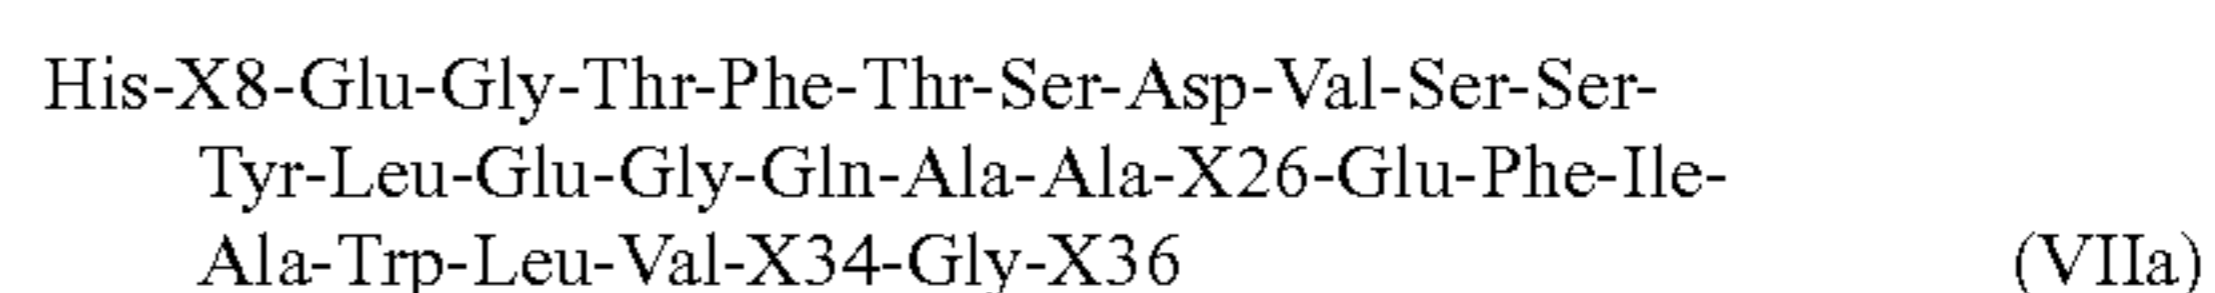 His-X8-Glu-Gly-Thr-Phe-Thr-Ser-Asp-Val-Ser-Ser-
Tyr-Leu-Glu-Gly-Gln-Ala-Ala-X26-Glu-Phe-Ile-
Ala-Trp-Leu-Val-X34-Gly-X36 (VIIa)